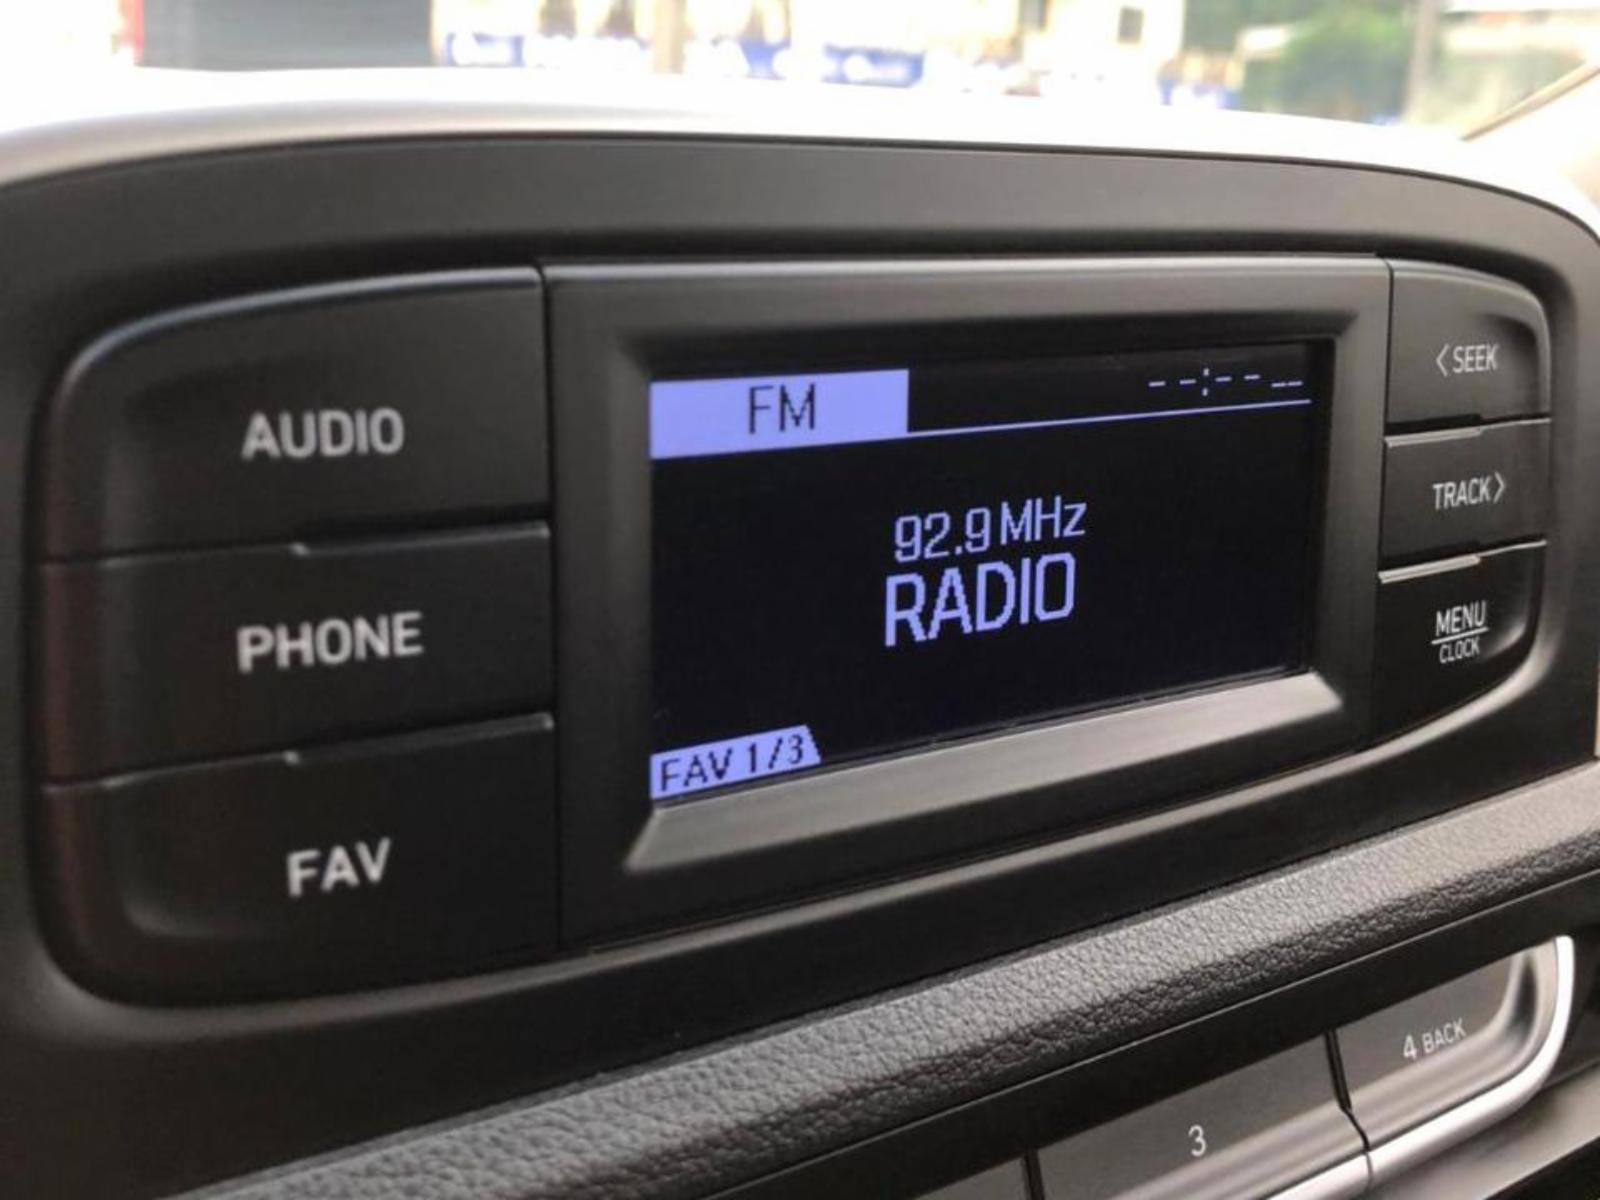 AUDIO
PHONE
FAV
FM
--:-- --
92.9 MHz
RADIO
FAV 1/3
<SEEK
TRACK>
MENU
CLOCK
3
4 BACK